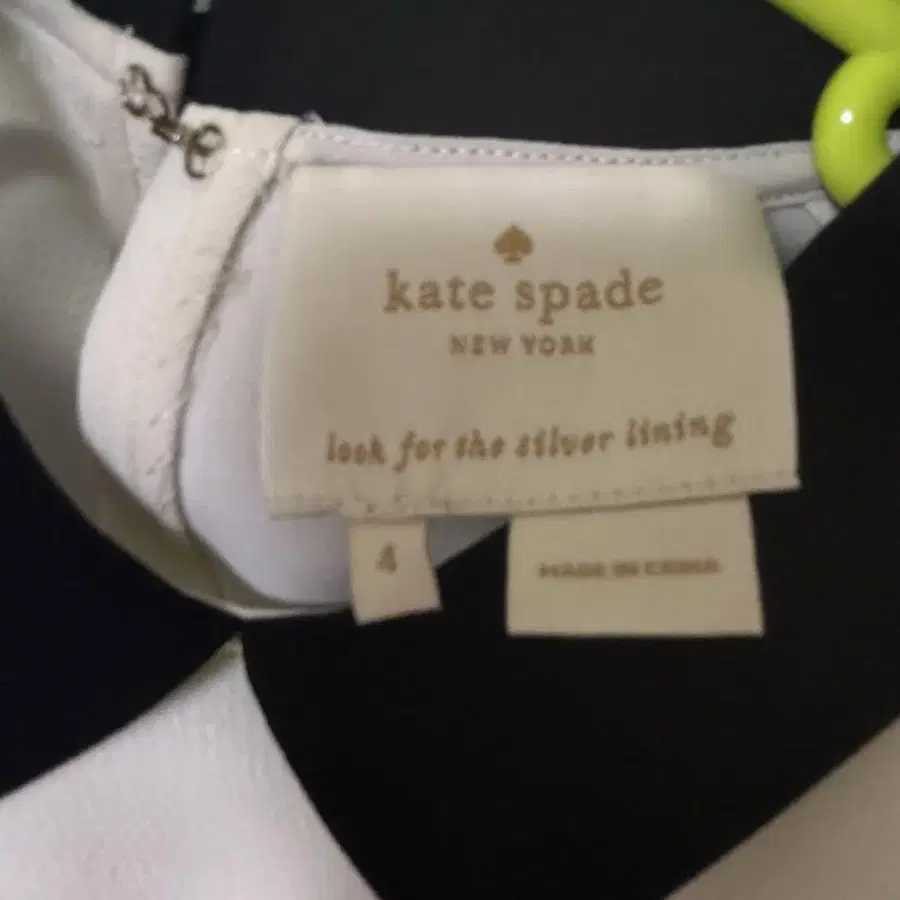 kate spade
NEW YORK
look for the silver lining
4
MADE IN CHINA